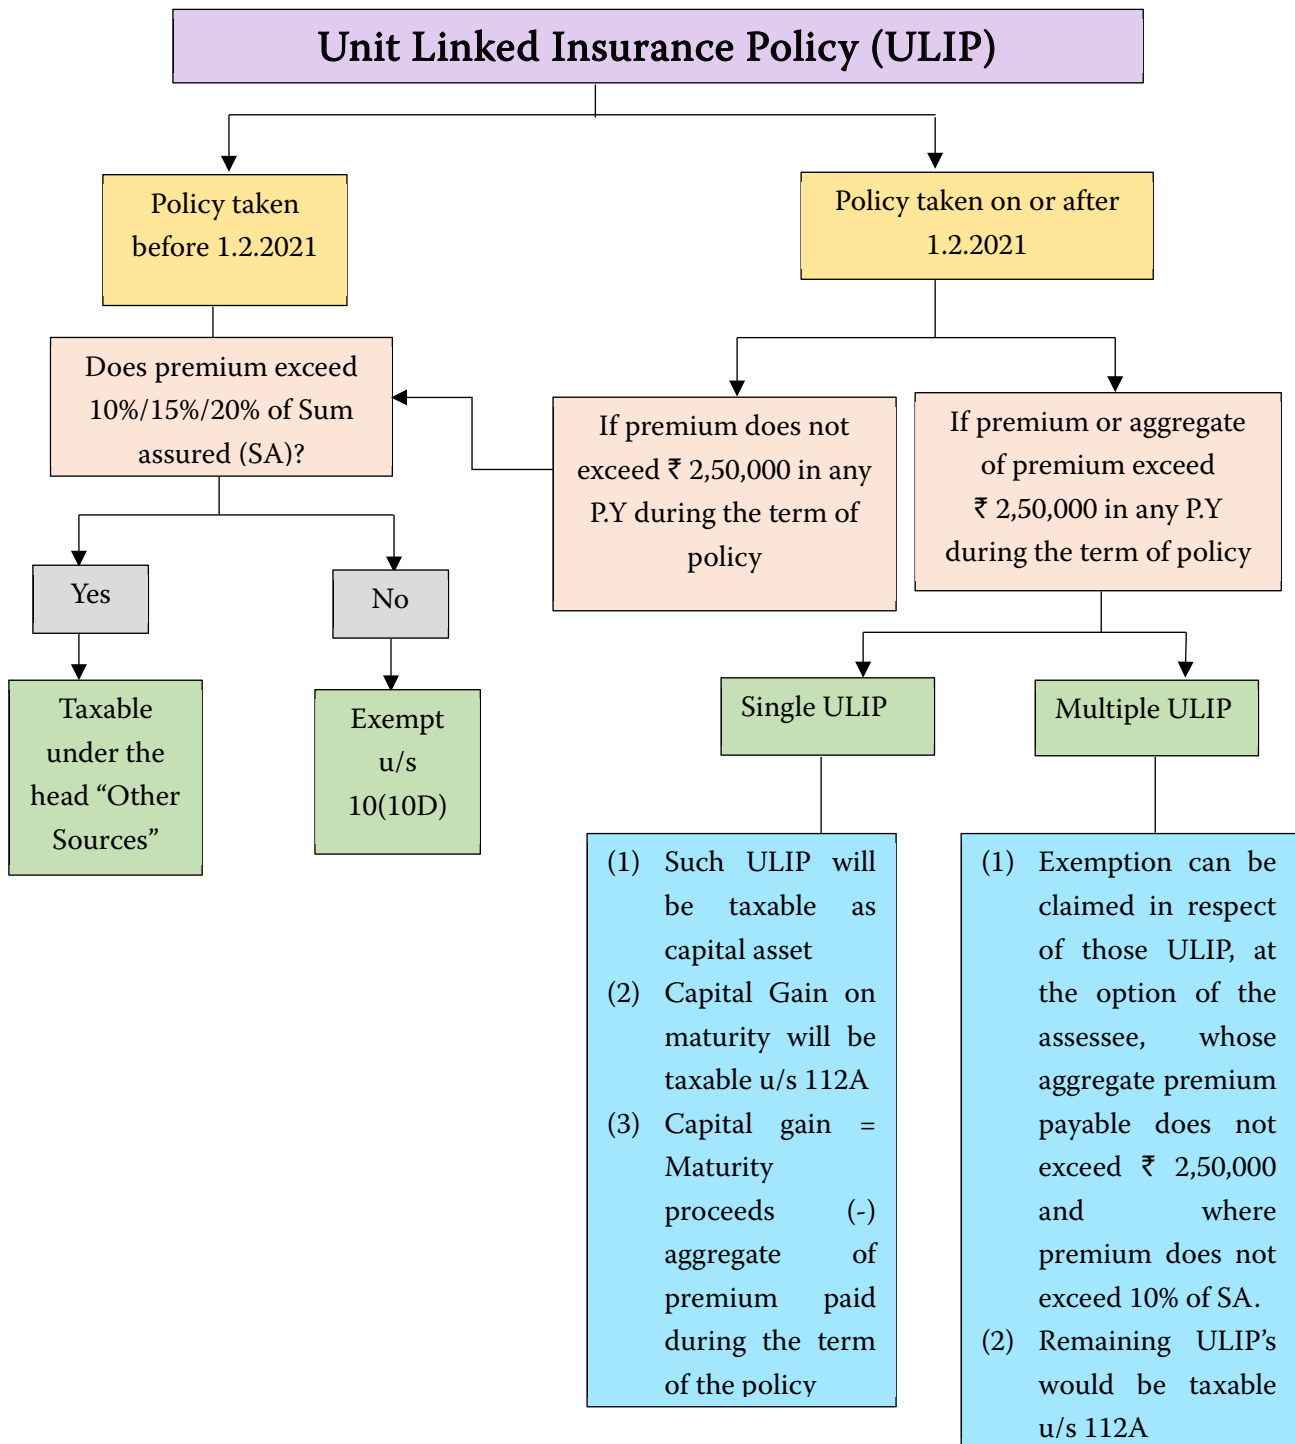 Unit Linked Insurance Policy (ULIP)
Policy taken
before 1.2.2021
Policy taken on or after
1.2.2021
Does premium exceed
10%/15%/20% of Sum
assured (SA)?
If premium does not
exceed ₹ 2,50,000 in any
P.Y during the term of
policy
If premium or aggregate
of premium exceed
₹ 2,50,000 in any P.Y
during the term of policy
Yes
No
Taxable
under the
head “Other
Sources”
Exempt
u/s
10(10D)
Single ULIP
Multiple ULIP
(1) Such ULIP will
be taxable as
capital asset
(2) Capital Gain on
maturity will be
taxable u/s 112A
(3) Capital gain =
Maturity
proceeds (-)
aggregate of
premium paid
during the term
of the policy
(1) Exemption can be
claimed in respect
of those ULIP, at
the option of the
assessee, whose
aggregate premium
payable does not
exceed ₹ 2,50,000
and where
premium does not
exceed 10% of SA.
(2) Remaining ULIP’s
would be taxable
u/s 112A